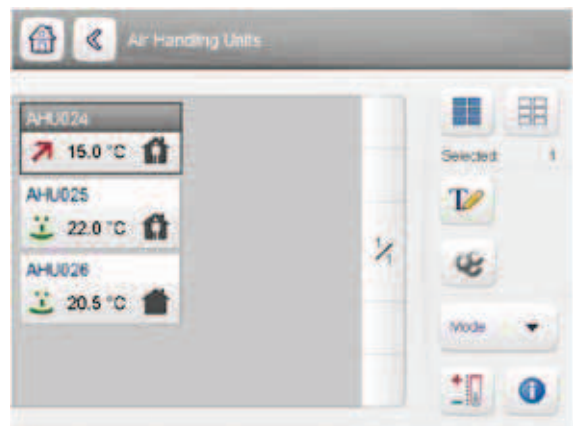 Air Handling Units
AHU024
15.0 °C
AHU025
22.0 °C
AHU026
20.5 °C
1/1
Selected: 1
T
Mode
i